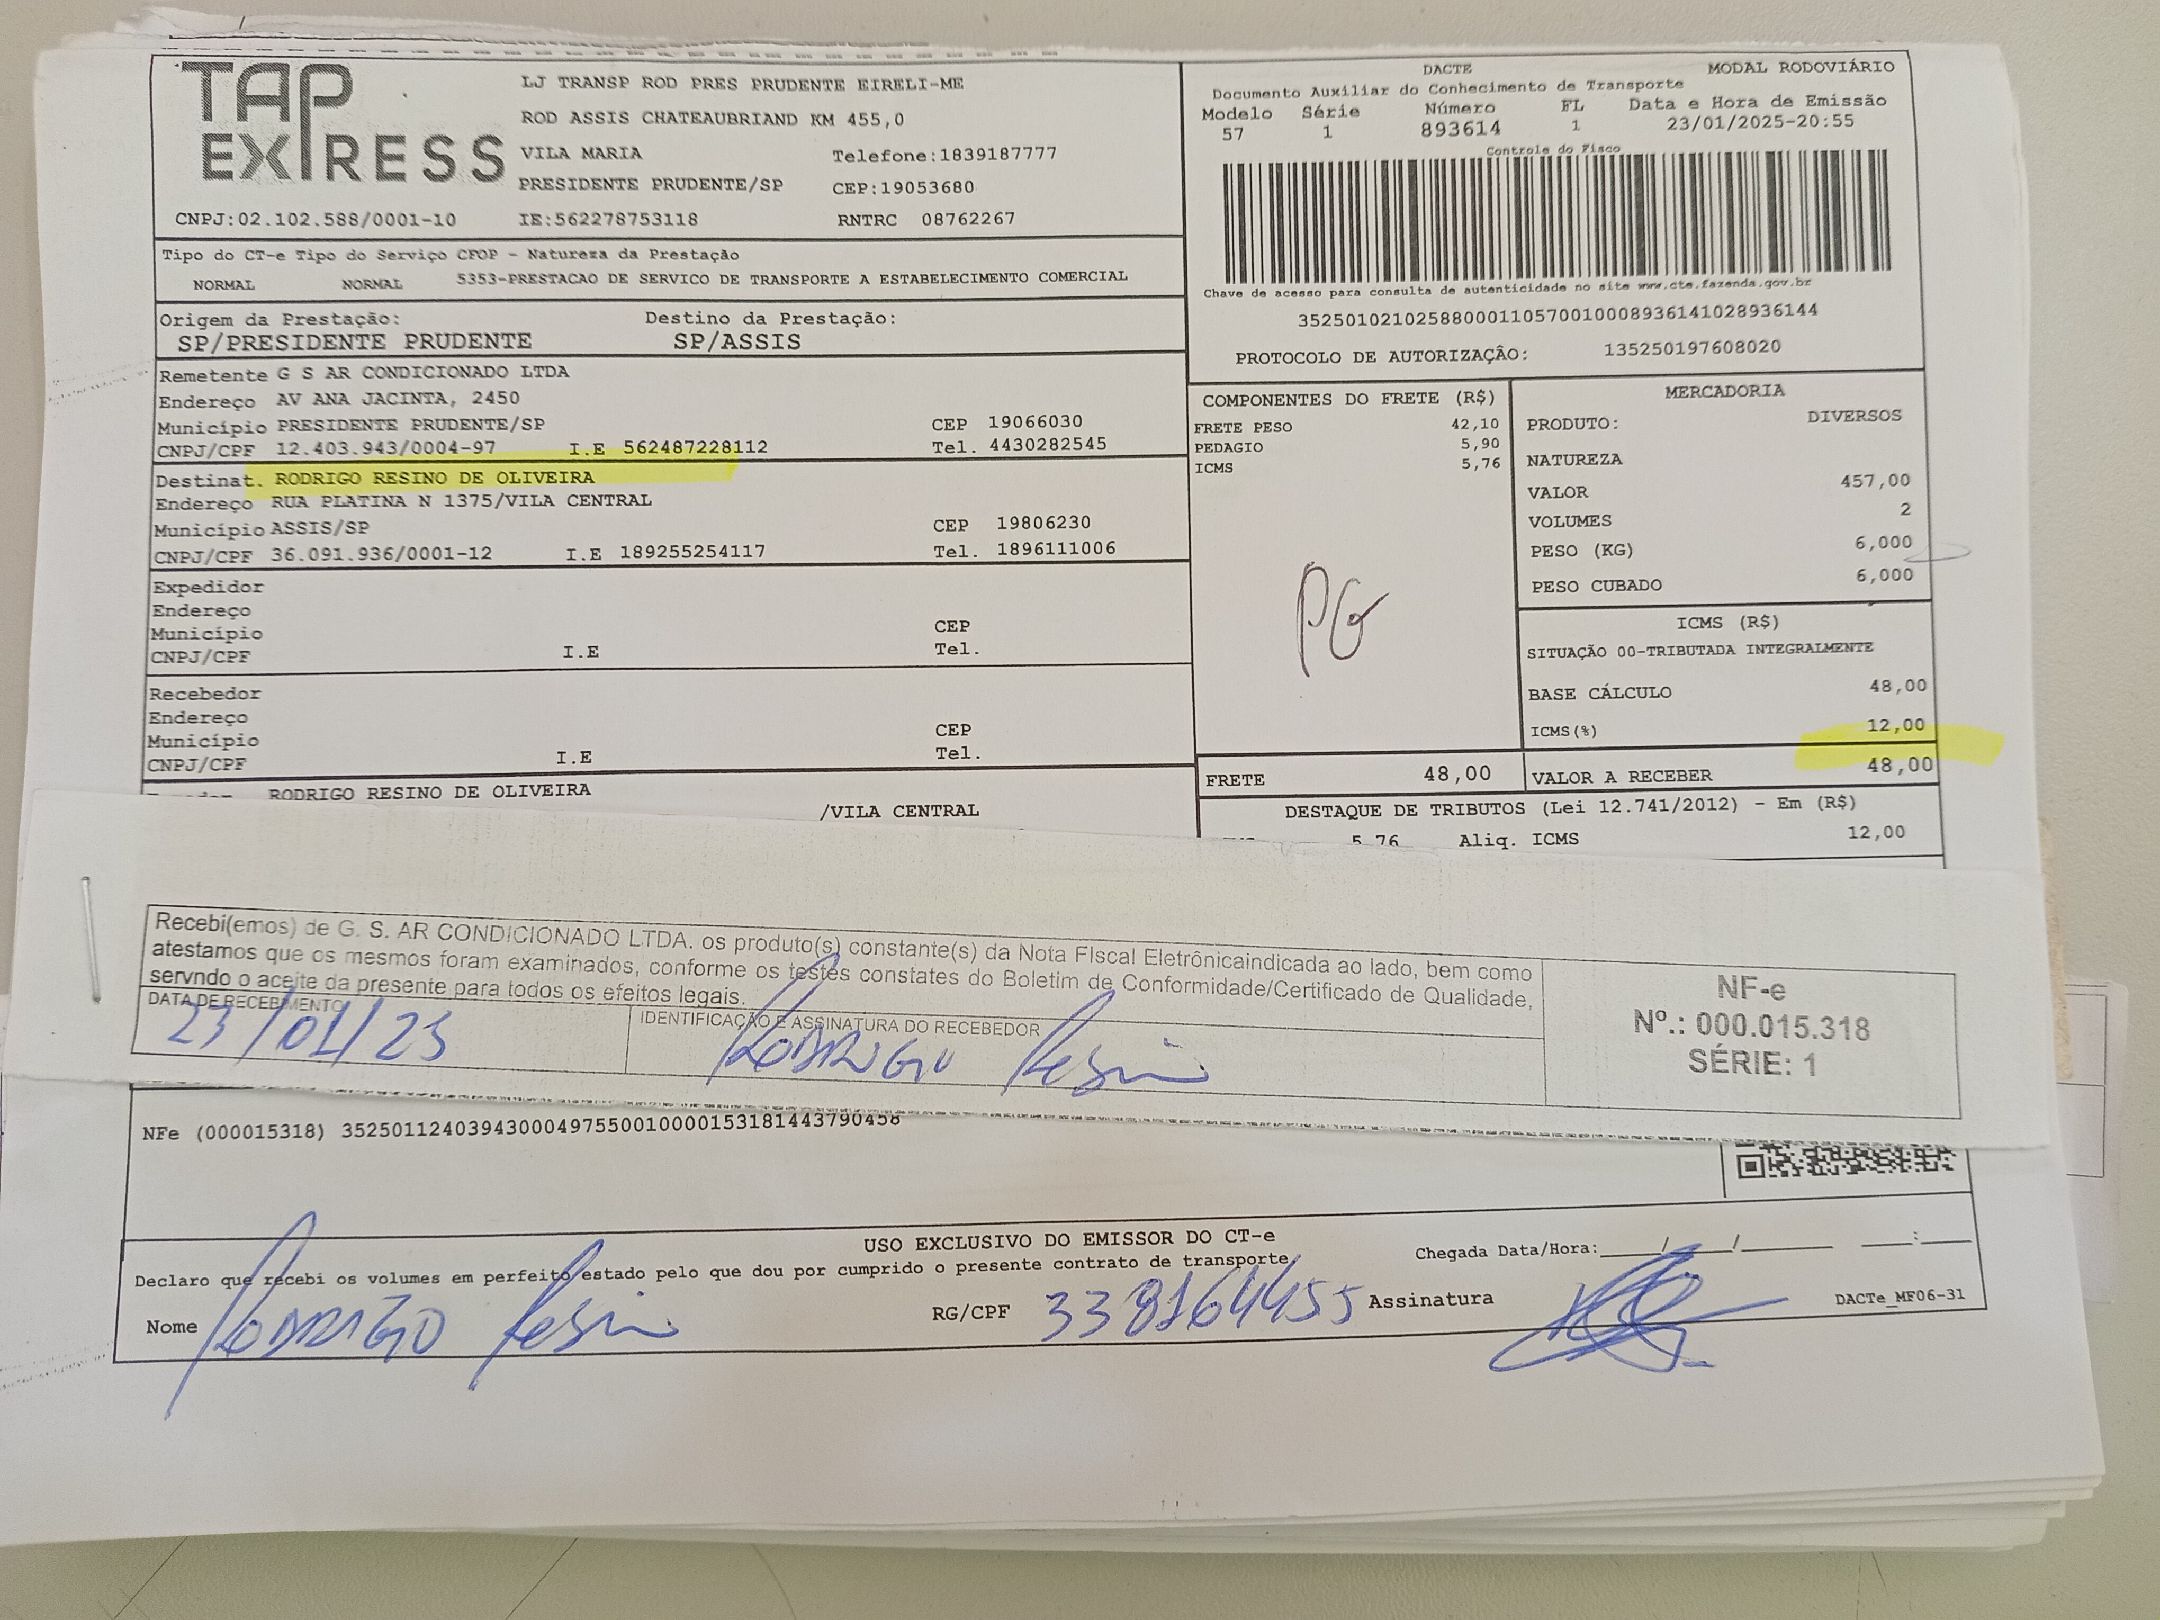 TAP EXPRESS
LJ TRANSP ROD PRES PRUDENTE EIRELI-ME
ROD ASSIS CHATEAUBRIAND KM 455,0
VILA MARIA Telefone:1839187777
PRESIDENTE PRUDENTE/SP CEP:19053680
CNPJ:02.102.588/0001-10 IE:562278753118 RNTRC 08762267
DACTE MODAL RODOVIÁRIO
Documento Auxiliar do Conhecimento de Transporte
Modelo Série Número FL Data e Hora de Emissão
57 1 893614 1 23/01/2025-20:55
Controle do Fisco
Chave de acesso para consulta de autenticidade no site www.cte.fazenda.gov.br
35250102102588000110570010008936141028936144
PROTOCOLO DE AUTORIZAÇÃO: 135250197608020
Tipo do CT-e Tipo do Serviço CFOP - Natureza da Prestação
NORMAL NORMAL 5353-PRESTACAO DE SERVICO DE TRANSPORTE A ESTABELECIMENTO COMERCIAL
Origem da Prestação: Destino da Prestação:
SP/PRESIDENTE PRUDENTE SP/ASSIS
Remetente G S AR CONDICIONADO LTDA
Endereço AV ANA JACINTA, 2450
Município PRESIDENTE PRUDENTE/SP CEP 19066030
CNPJ/CPF 12.403.943/0004-97 I.E 562487228112 Tel. 4430282545
Destinat. RODRIGO RESINO DE OLIVEIRA
Endereço RUA PLATINA N 1375/VILA CENTRAL
Município ASSIS/SP CEP 19806230
CNPJ/CPF 36.091.936/0001-12 I.E 189255254117 Tel. 1896111006
Expedidor
Endereço
Município CEP
CNPJ/CPF I.E Tel.
Recebedor
Endereço
Município CEP
CNPJ/CPF I.E Tel.
RODRIGO RESINO DE OLIVEIRA
/VILA CENTRAL
COMPONENTES DO FRETE (R$)
FRETE PESO 42,10
PEDAGIO 5,90
ICMS 5,76
PG
FRETE 48,00
MERCADORIA
PRODUTO: DIVERSOS
NATUREZA
VALOR 457,00
VOLUMES 2
PESO (KG) 6,000
PESO CUBADO 6,000
ICMS (R$)
SITUAÇÃO 00-TRIBUTADA INTEGRALMENTE
BASE CÁLCULO 48,00
ICMS(%) 12,00
VALOR A RECEBER 48,00
DESTAQUE DE TRIBUTOS (Lei 12.741/2012) - Em (R$)
5,76 Aliq. ICMS 12,00
Recebi(emos) de G. S. AR CONDICIONADO LTDA. os produto(s) constante(s) da Nota FIscal Eletrônicaindicada ao lado, bem como
atestamos que os mesmos foram examinados, conforme os testes constates do Boletim de Conformidade/Certificado de Qualidade,
servndo o aceite da presente para todos os efeitos legais.
DATA DE RECEBIMENTO IDENTIFICAÇÃO E ASSINATURA DO RECEBEDOR
23/01/25 RODRIGO Resino
NF-e
Nº.: 000.015.318
SÉRIE: 1
NFe (000015318) 35250112403943000497550010000153181443790458
USO EXCLUSIVO DO EMISSOR DO CT-e
Declaro que recebi os volumes em perfeito estado pelo que dou por cumprido o presente contrato de transporte
Chegada Data/Hora:____/____/______ ____:____
Nome RODRIGO Resino RG/CPF 338164455 Assinatura
DACTe_MF06-31